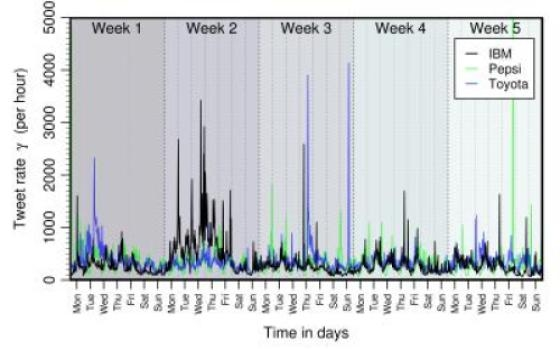 Week 1 Week 2 Week 3 Week 4 Week 5
IBM
Pepsi
Toyota
5000
4000
3000
2000
1000
0
Tweet rate γ (per hour)
Mon Tue Wed Thu Fri Sat Sun Mon Tue Wed Thu Fri Sat Sun Mon Tue Wed Thu Fri Sat Sun Mon Tue Wed Thu Fri Sat Sun Mon Tue Wed Thu Fri Sat Sun
Time in days